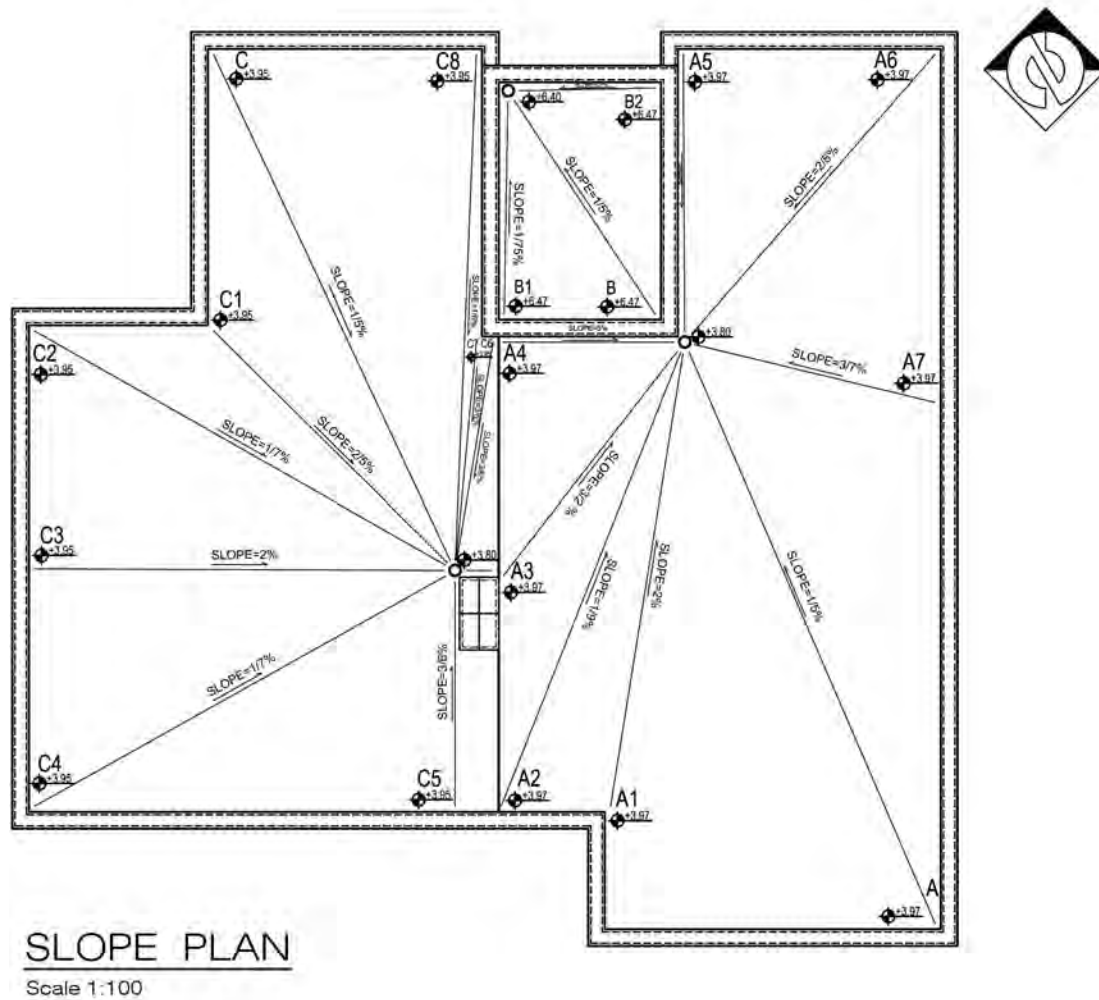 C
+3.95
C8
+3.95
A5
+3.97
A6
+3.97
+6.40
B2
+6.47
SLOPE=1/5%
SLOPE=2/8%
SLOPE=1/75%
B1
+6.47
B
+6.47
C1
+3.95
SLOPE=1/5%
+3.80
C2
+3.95
C7
C6
A4
+3.97
SLOPE=3/7%
A7
+3.97
SLOPE=1/7%
SLOPE=2/5%
SLOPE=3/2 %
C3
+3.95
SLOPE=2%
+3.80
A3
+3.97
SLOPE=1/9%
SLOPE=2%
SLOPE=1/5%
SLOPE=1/7%
SLOPE=3/6%
C4
+3.95
C5
+3.95
A2
+3.97
A1
+3.97
A
+3.97
SLOPE PLAN
Scale 1:100